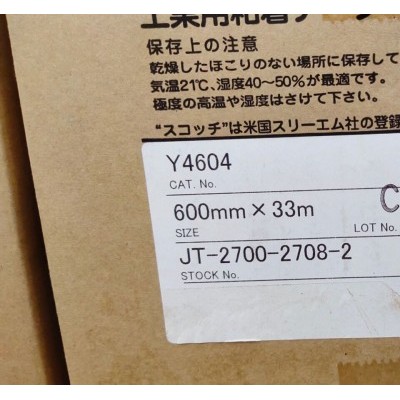 工業用粘着テープ
保存上の注意
乾燥したほこりのない場所に保存して
気温21℃、湿度40〜50%が最適です。
極度の高温や湿度はさけて下さい。
“スコッチ”は米国スリーエム社の登録
Y4604
CAT. No.
C
600mm × 33m
SIZE
LOT No.
JT-2700-2708-2
STOCK No.